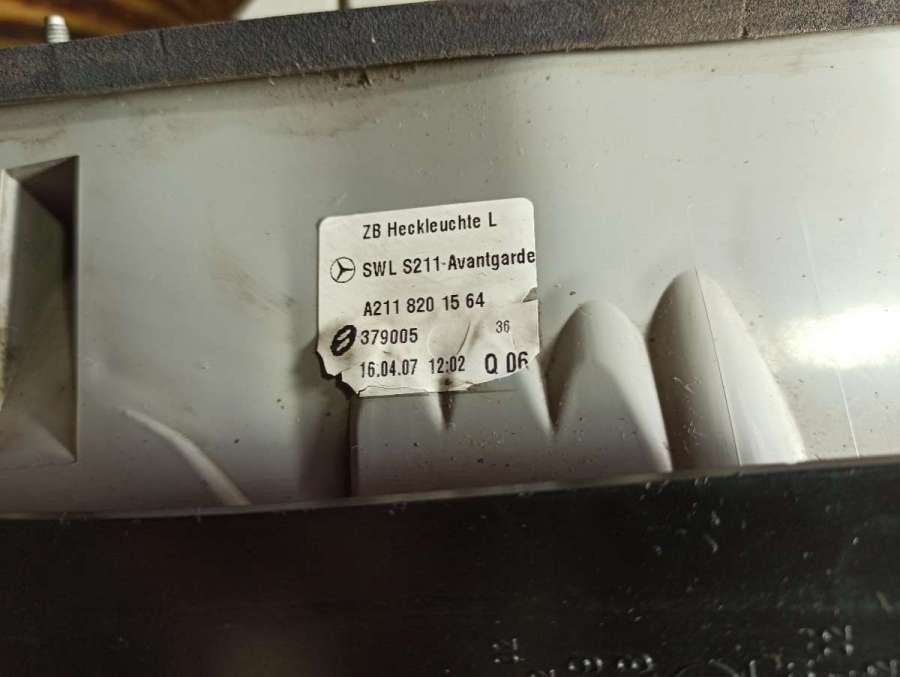 ZB Heckleuchte L
SWL S211-Avantgarde
A211 820 15 64
379005 36
16.04.07 12:02 Q 06